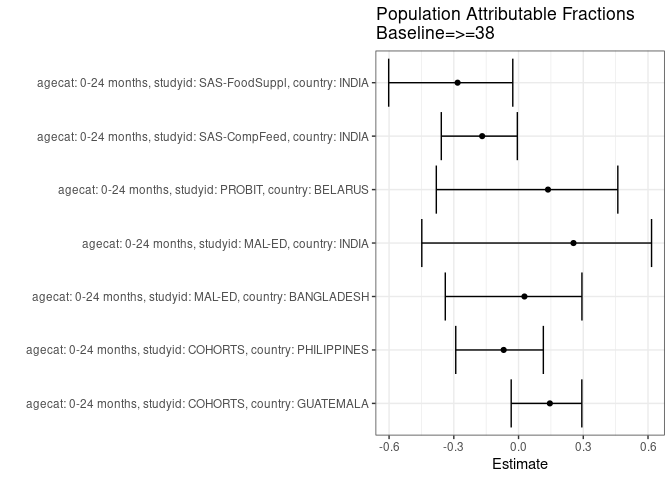 Population Attributable Fractions
Baseline=>=38
agecat: 0-24 months, studyid: SAS-FoodSuppl, country: INDIA
agecat: 0-24 months, studyid: SAS-CompFeed, country: INDIA
agecat: 0-24 months, studyid: PROBIT, country: BELARUS
agecat: 0-24 months, studyid: MAL-ED, country: INDIA
agecat: 0-24 months, studyid: MAL-ED, country: BANGLADESH
agecat: 0-24 months, studyid: COHORTS, country: PHILIPPINES
agecat: 0-24 months, studyid: COHORTS, country: GUATEMALA
-0.6 -0.3 0.0 0.3 0.6
Estimate